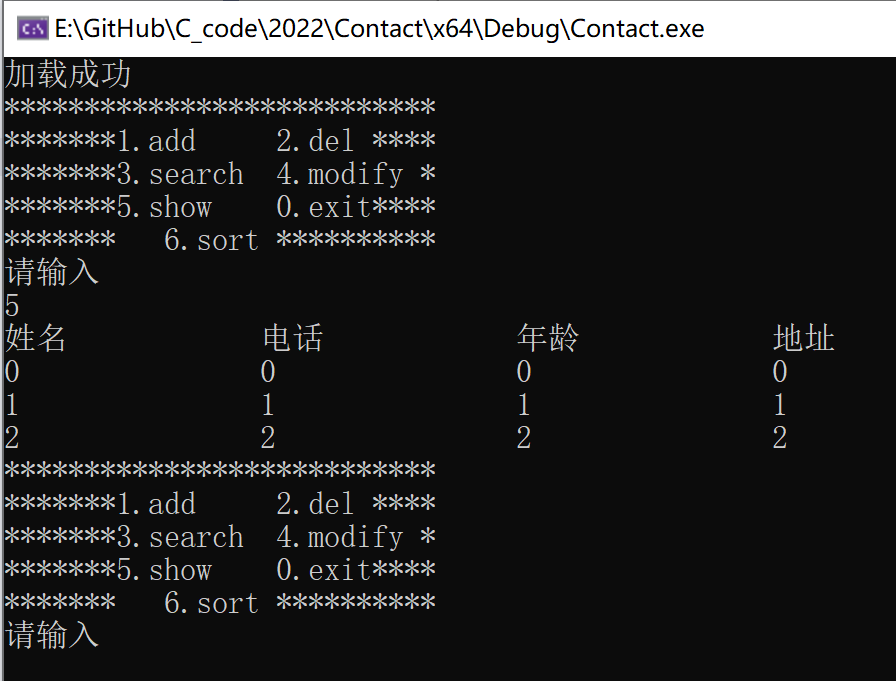 E:\GitHub\C_code\2022\Contact\x64\Debug\Contact.exe
加载成功
***************************
*******1.add     2.del ****
*******3.search  4.modify *
*******5.show    0.exit****
*******   6.sort **********
请输入
5
姓名            电话            年龄            地址
0               0               0               0
1               1               1               1
2               2               2               2
***************************
*******1.add     2.del ****
*******3.search  4.modify *
*******5.show    0.exit****
*******   6.sort **********
请输入